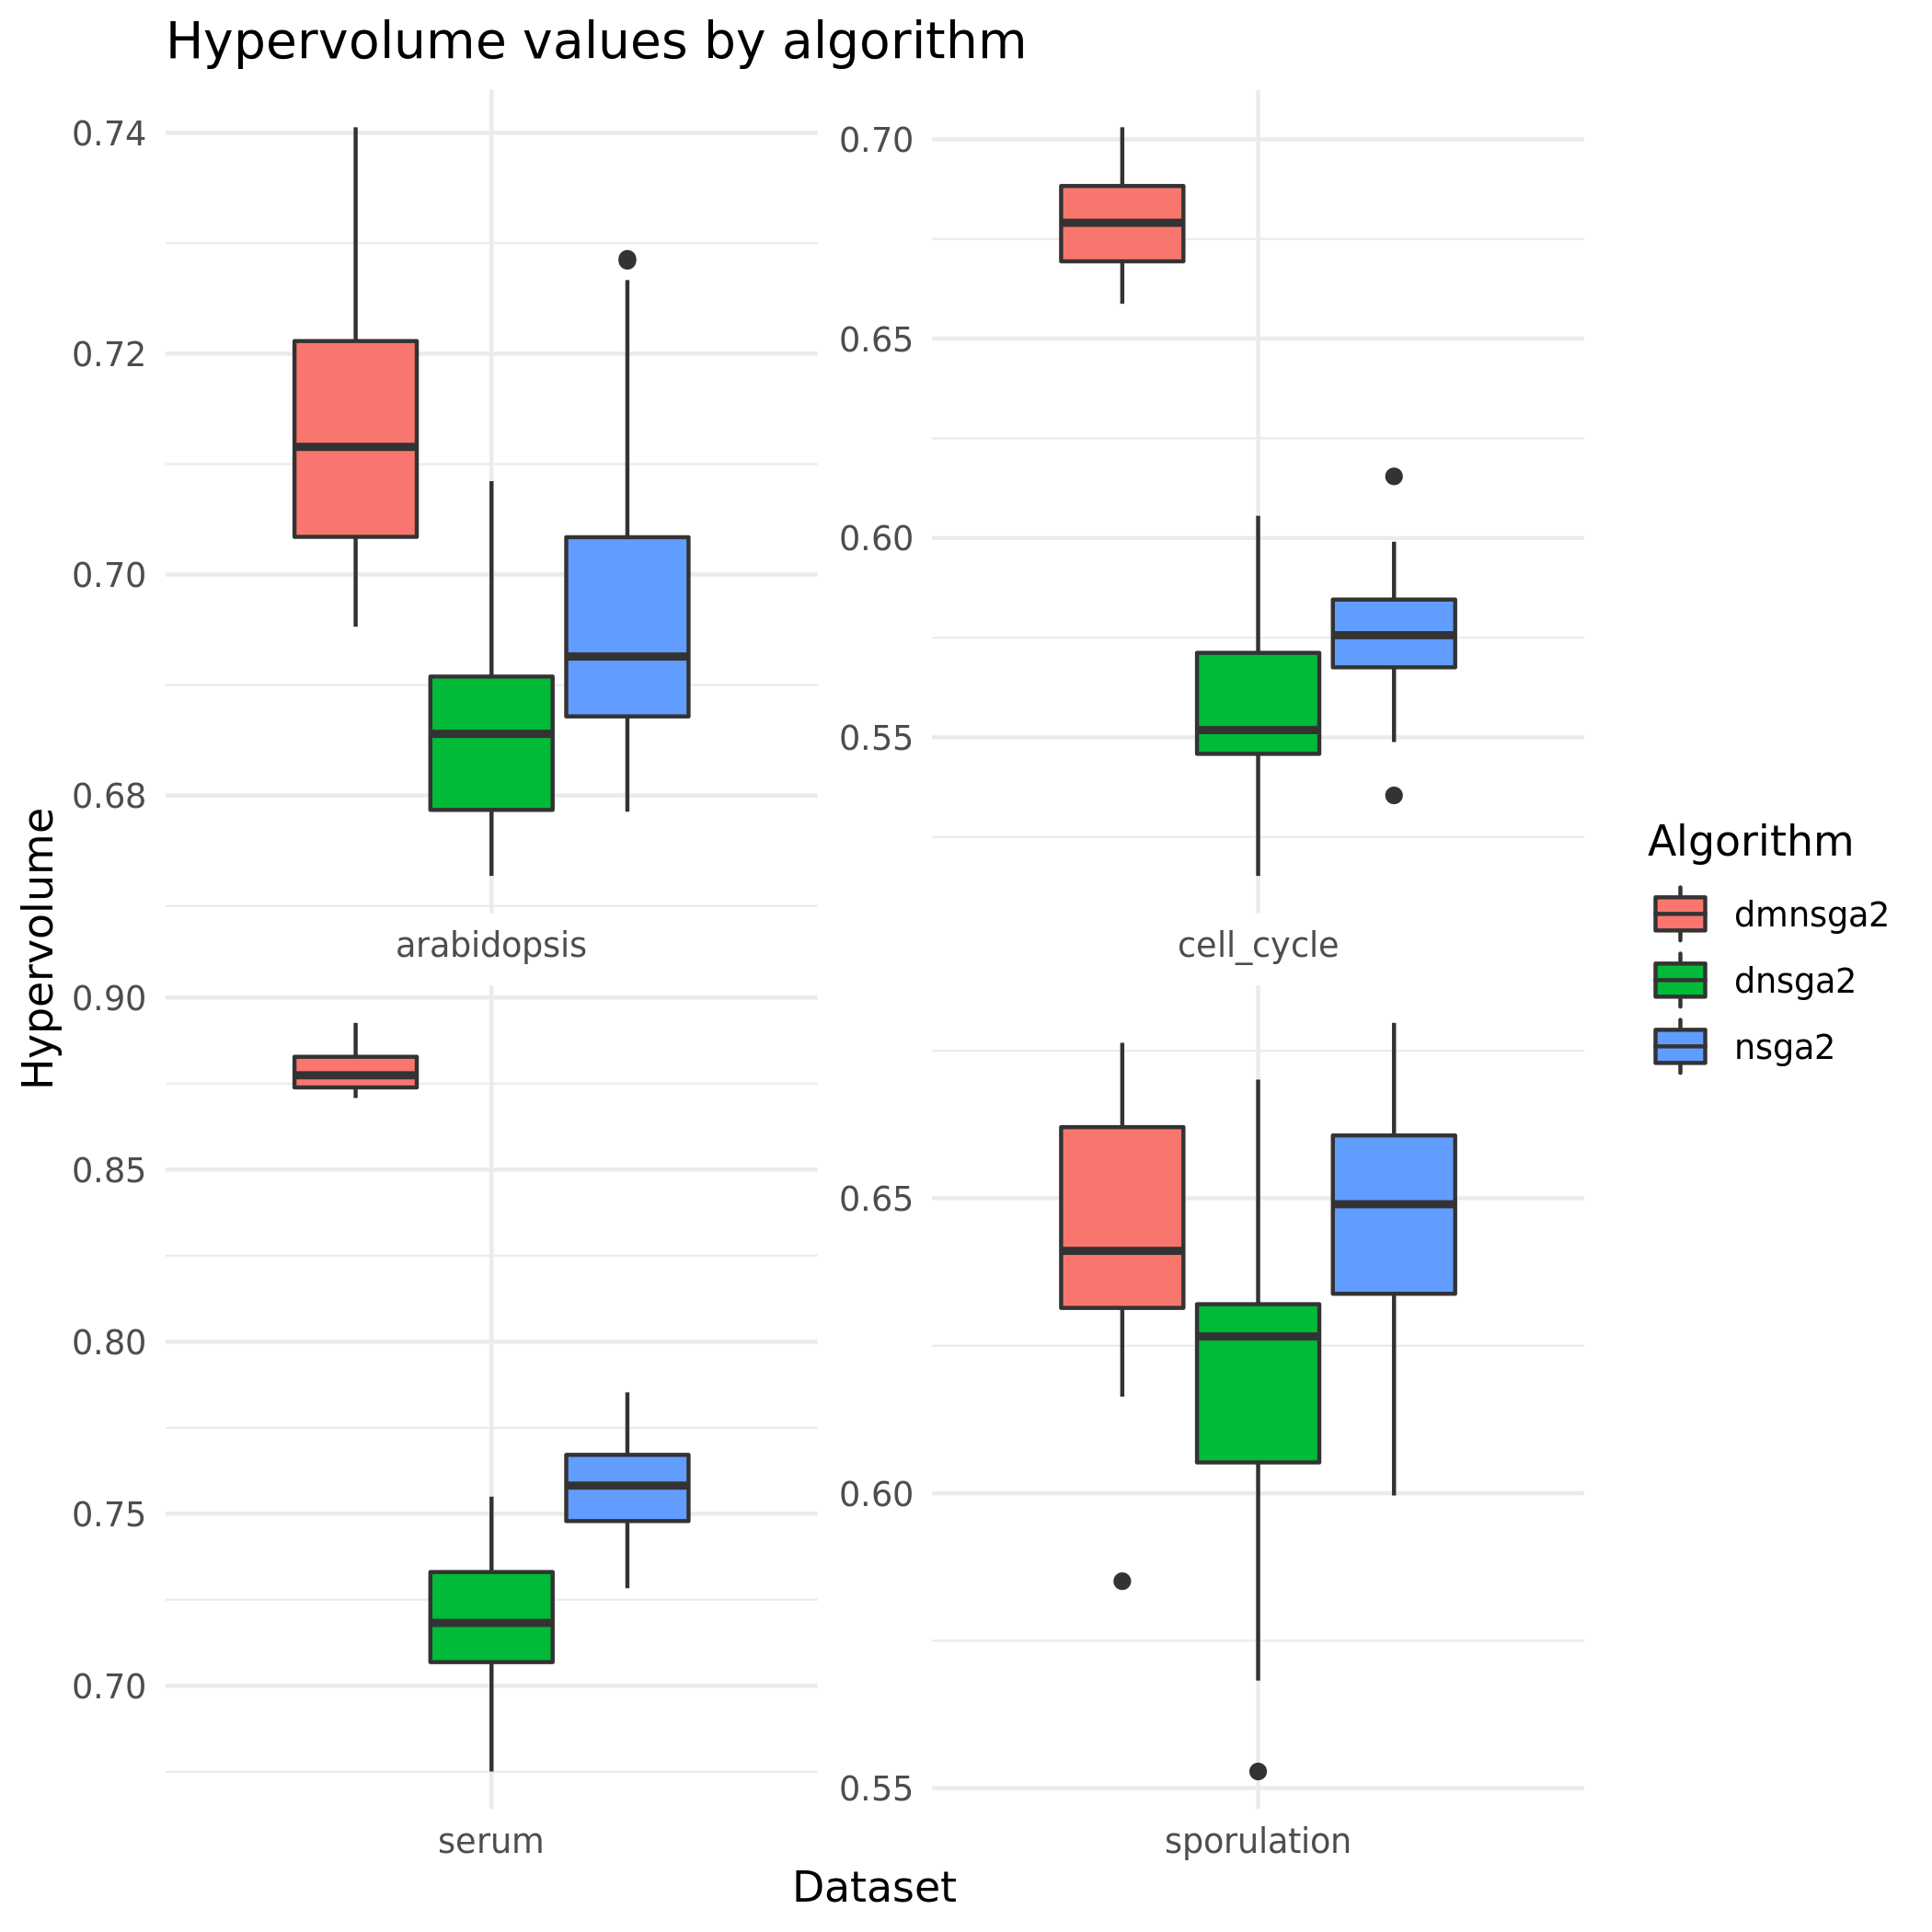 Hypervolume values by algorithm
Hypervolume
0.74
0.72
0.70
0.68
arabidopsis
0.70
0.65
0.60
0.55
cell_cycle
0.90
0.85
0.80
0.75
0.70
serum
0.65
0.60
0.55
sporulation
Dataset
Algorithm
dmnsga2
dnsga2
nsga2